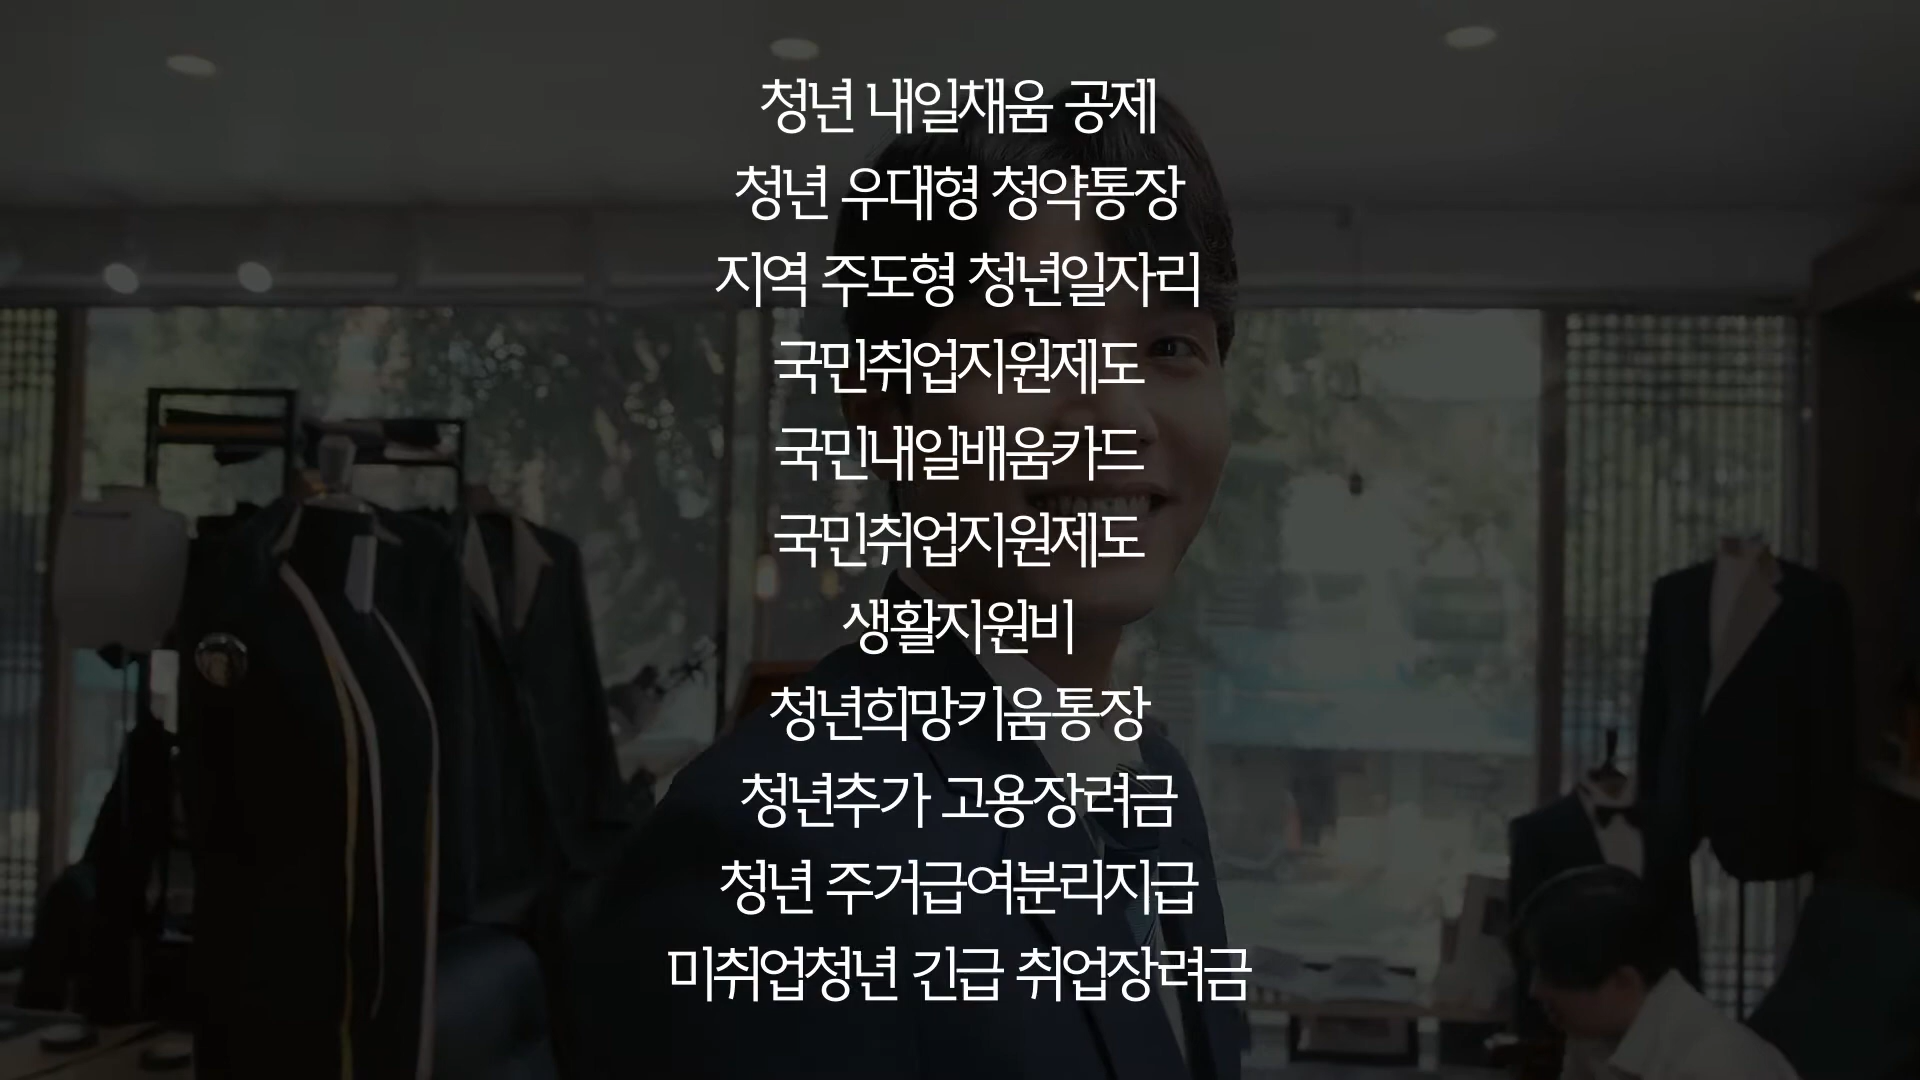 청년 내일채움 공제
청년 우대형 청약통장
지역 주도형 청년일자리
국민취업지원제도
국민내일배움카드
국민취업지원제도
생활지원비
청년희망키움통장
청년추가 고용장려금
청년 주거급여분리지급
미취업청년 긴급 취업장려금